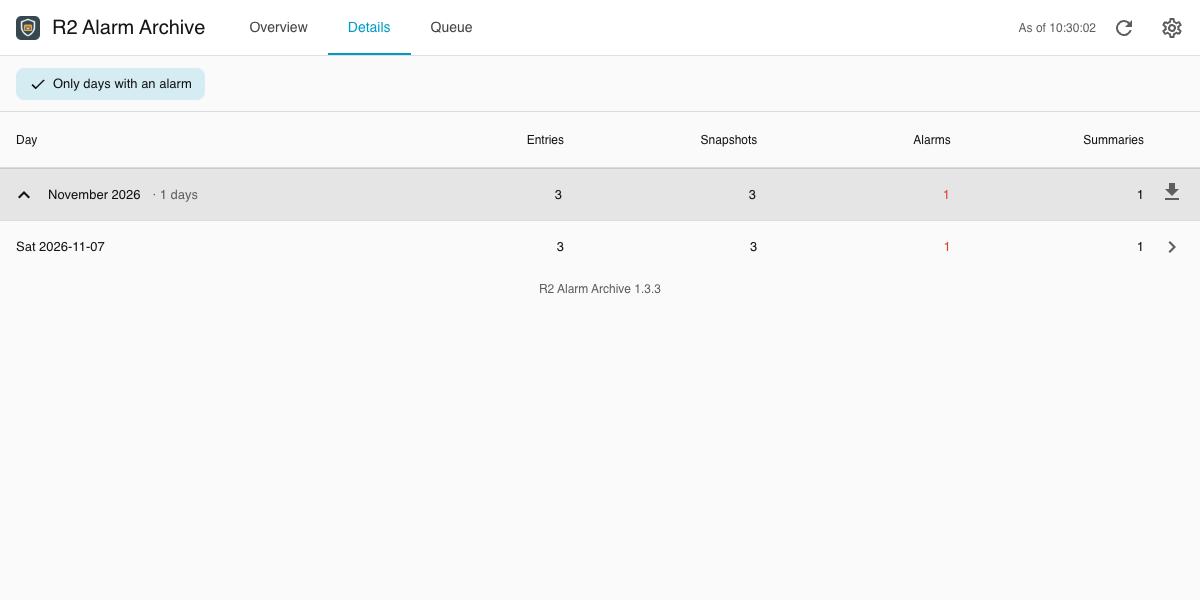 R2 Alarm Archive Overview Details Queue As of 10:30:02
Only days with an alarm
Day Entries Snapshots Alarms Summaries
November 2026 · 1 days 3 3 1 1
Sat 2026-11-07 3 3 1 1
R2 Alarm Archive 1.3.3